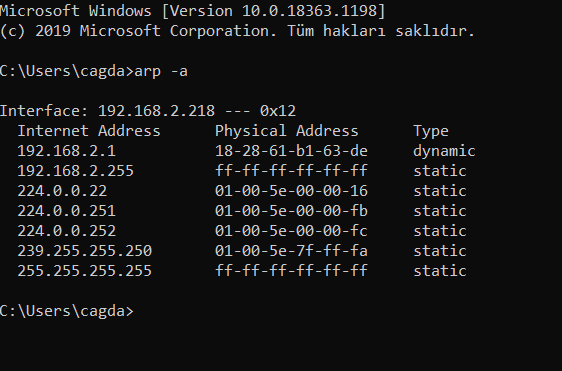 Microsoft Windows [Version 10.0.18363.1198]
(c) 2019 Microsoft Corporation. Tüm hakları saklıdır.
C:\Users\cagda>arp -a
Interface: 192.168.2.218 --- 0x12
Internet Address Physical Address Type
192.168.2.1 18-28-61-b1-63-de dynamic
192.168.2.255 ff-ff-ff-ff-ff-ff static
224.0.0.22 01-00-5e-00-00-16 static
224.0.0.251 01-00-5e-00-00-fb static
224.0.0.252 01-00-5e-00-00-fc static
239.255.255.250 01-00-5e-7f-ff-fa static
255.255.255.255 ff-ff-ff-ff-ff-ff static
C:\Users\cagda>